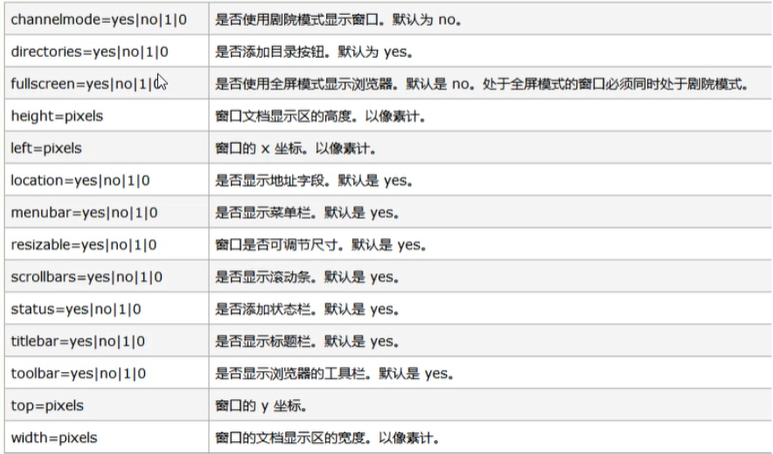 channelmode=yes|no|1|0 是否使用剧院模式显示窗口。默认为 no。
directories=yes|no|1|0 是否添加目录按钮。默认为 yes。
fullscreen=yes|no|1|0 是否使用全屏模式显示浏览器。默认是 no。处于全屏模式的窗口必须同时处于剧院模式。
height=pixels 窗口文档显示区的高度。以像素计。
left=pixels 窗口的 x 坐标。以像素计。
location=yes|no|1|0 是否显示地址字段。默认是 yes。
menubar=yes|no|1|0 是否显示菜单栏。默认是 yes。
resizable=yes|no|1|0 窗口是否可调节尺寸。默认是 yes。
scrollbars=yes|no|1|0 是否显示滚动条。默认是 yes。
status=yes|no|1|0 是否添加状态栏。默认是 yes。
titlebar=yes|no|1|0 是否显示标题栏。默认是 yes。
toolbar=yes|no|1|0 是否显示浏览器的工具栏。默认是 yes。
top=pixels 窗口的 y 坐标。
width=pixels 窗口的文档显示区的宽度。以像素计。